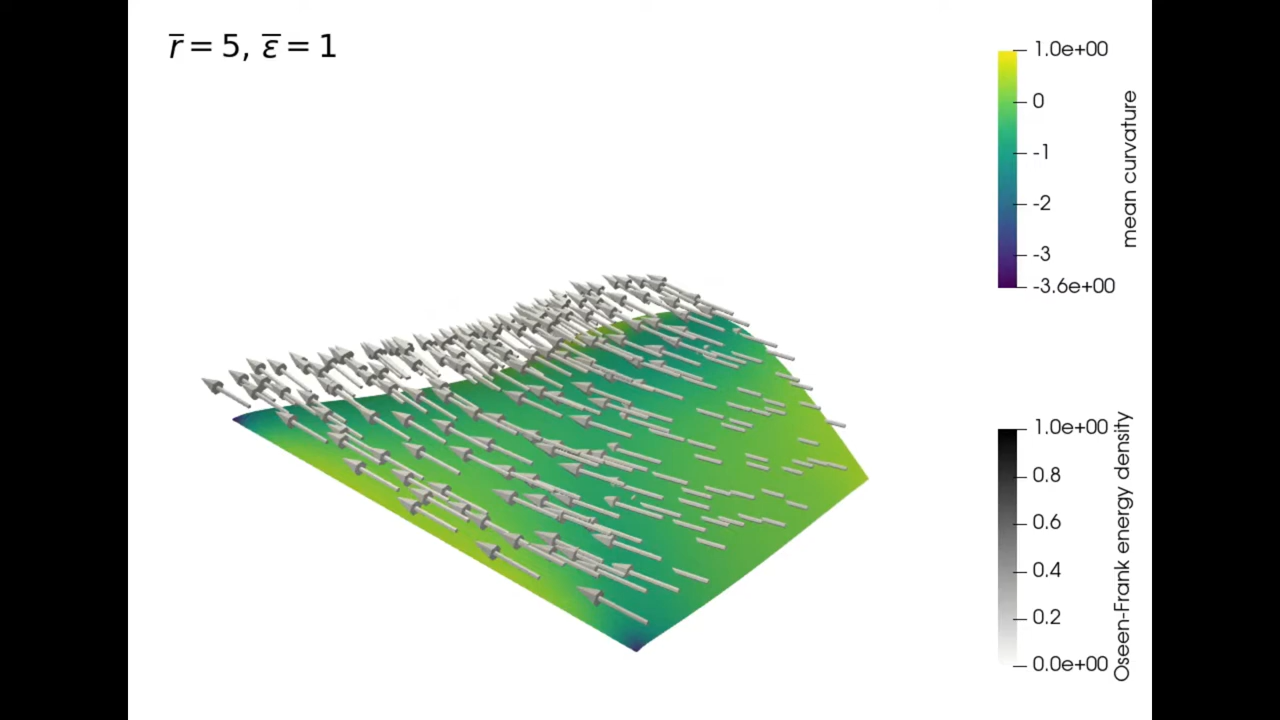 r̅ = 5, ε̅ = 1
1.0e+00
0
-1
-2
-3
-3.6e+00
mean curvature
1.0e+00
0.8
0.6
0.4
0.2
0.0e+00
Oseen-Frank energy density